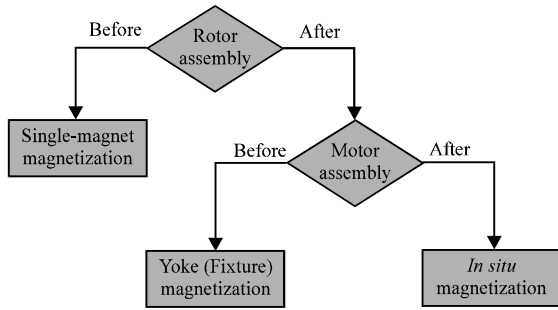 Rotor
assembly
Before
After
Single-magnet
magnetization
Motor
assembly
Before
After
Yoke (Fixture)
magnetization
In situ
magnetization